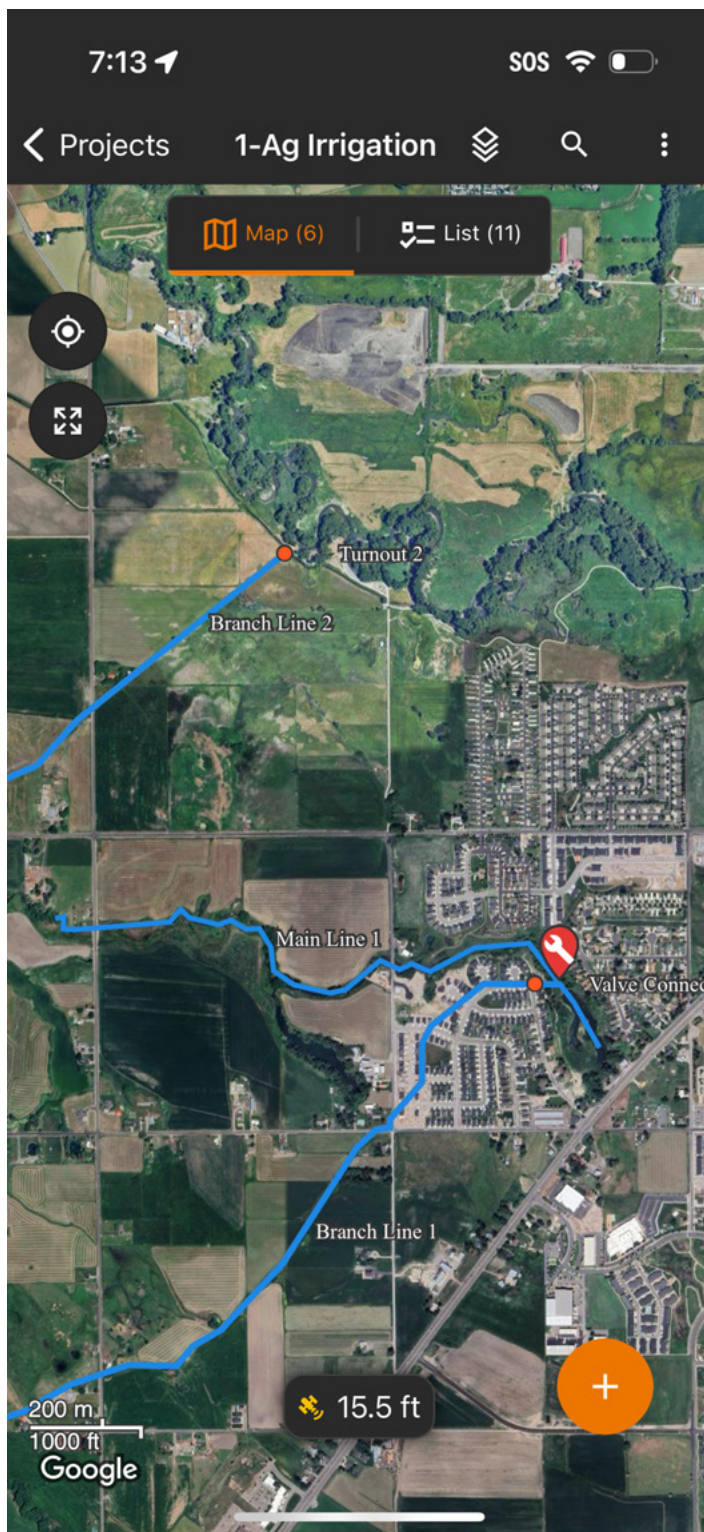 7:13
SOS
Projects
1-Ag Irrigation
Map (6)
List (11)
Turnout 2
Branch Line 2
Main Line 1
Valve Connec
Branch Line 1
15.5 ft
200 m
1000 ft
Google